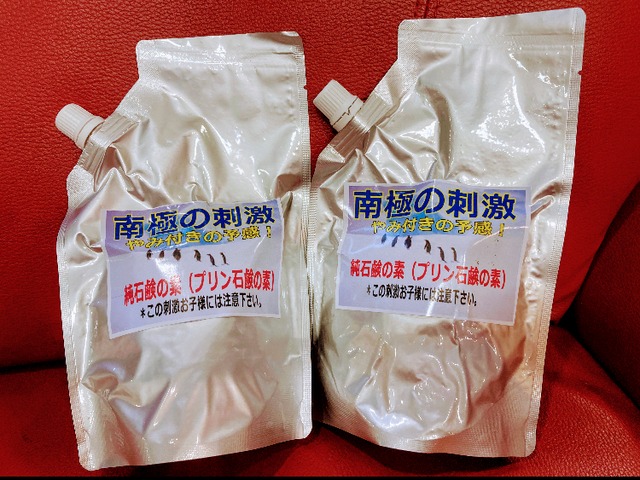 南極の刺激
やみ付きの予感!
純石鹸の素(プリン石鹸の素)
*この刺激お子様には注意下さい。
南極の刺激
やみ付きの予感!
純石鹸の素(プリン石鹸の素)
*この刺激お子様には注意下さい。